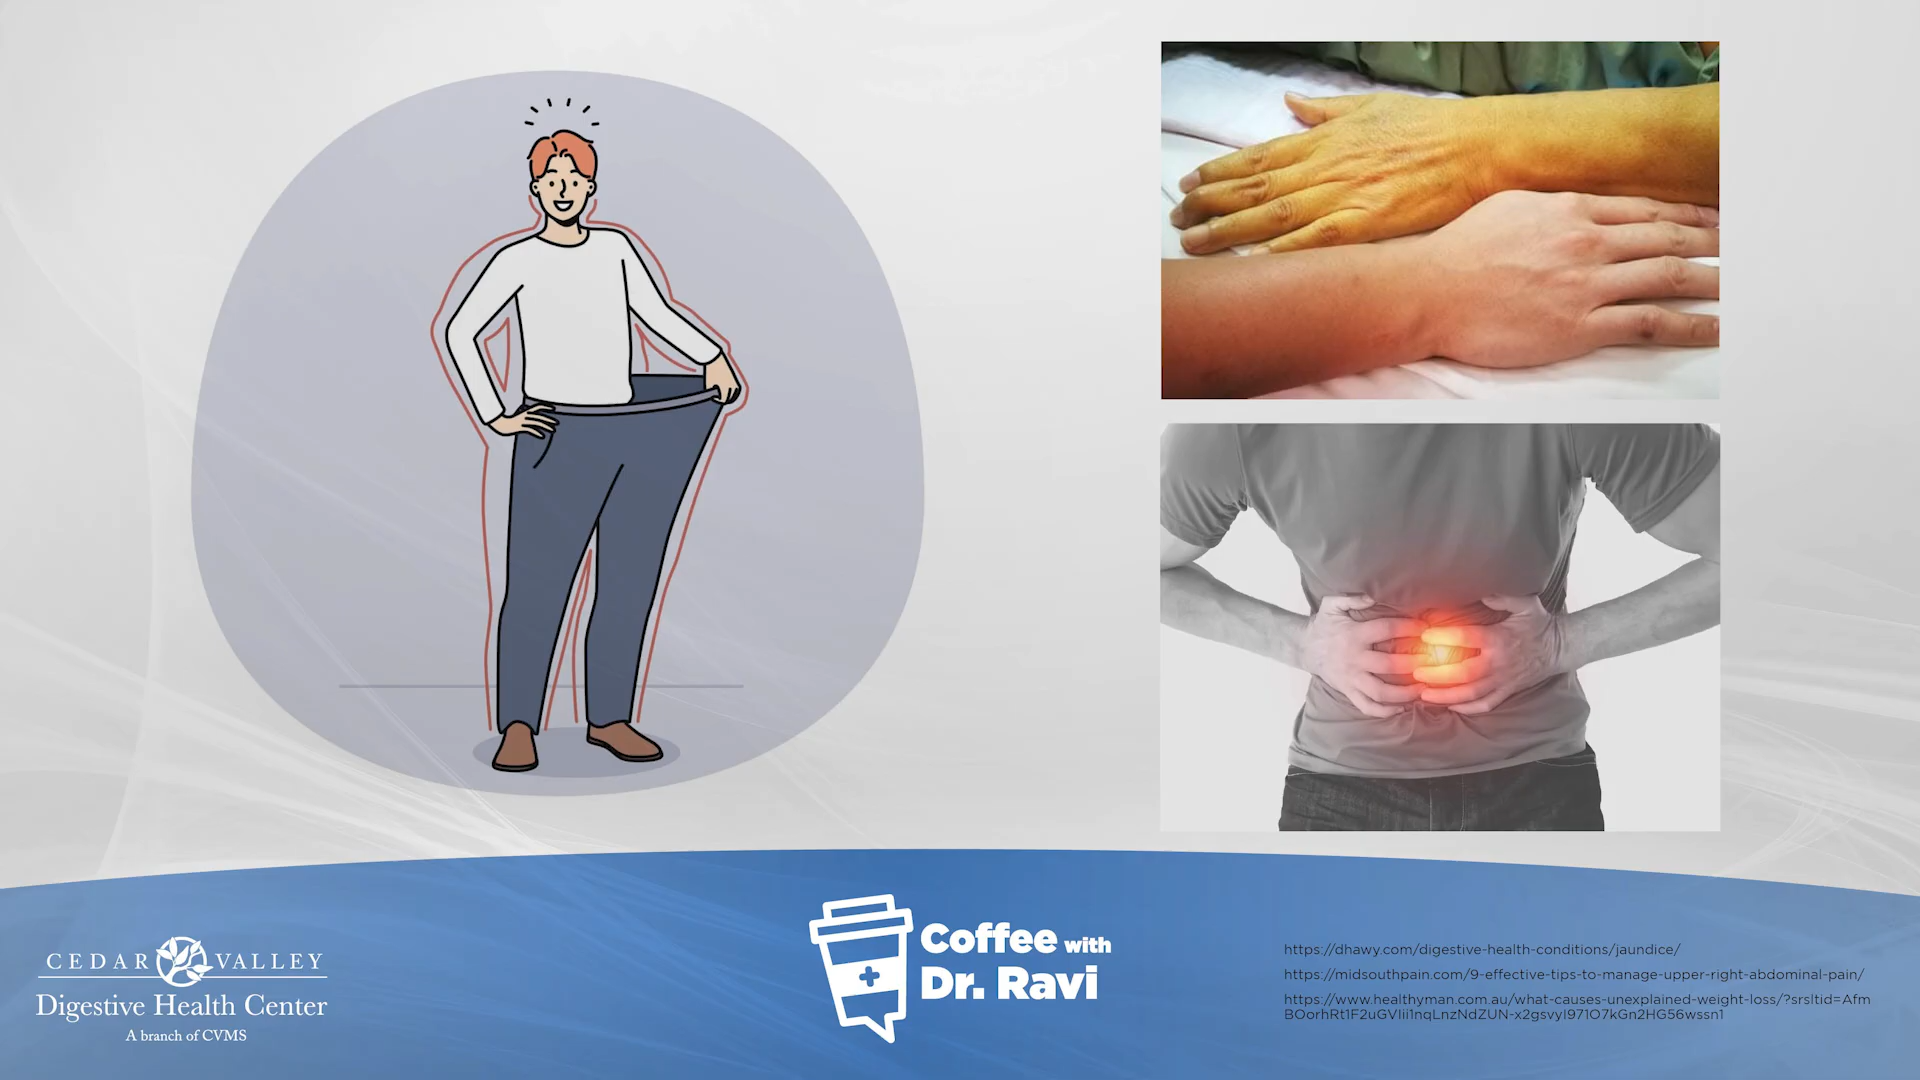 CEDAR VALLEY
Digestive Health Center
A branch of CVMS
Coffee with
Dr. Ravi
https://dhawy.com/digestive-health-conditions/jaundice/
https://midsouthpain.com/9-effective-tips-to-manage-upper-right-abdominal-pain/
https://www.healthyman.com.au/what-causes-unexplained-weight-loss/?srsltid=Afm
BOorhRt1F2uGVIii1nqLnzNdZUN-x2gsvyI971O7kGn2HG56wssn1